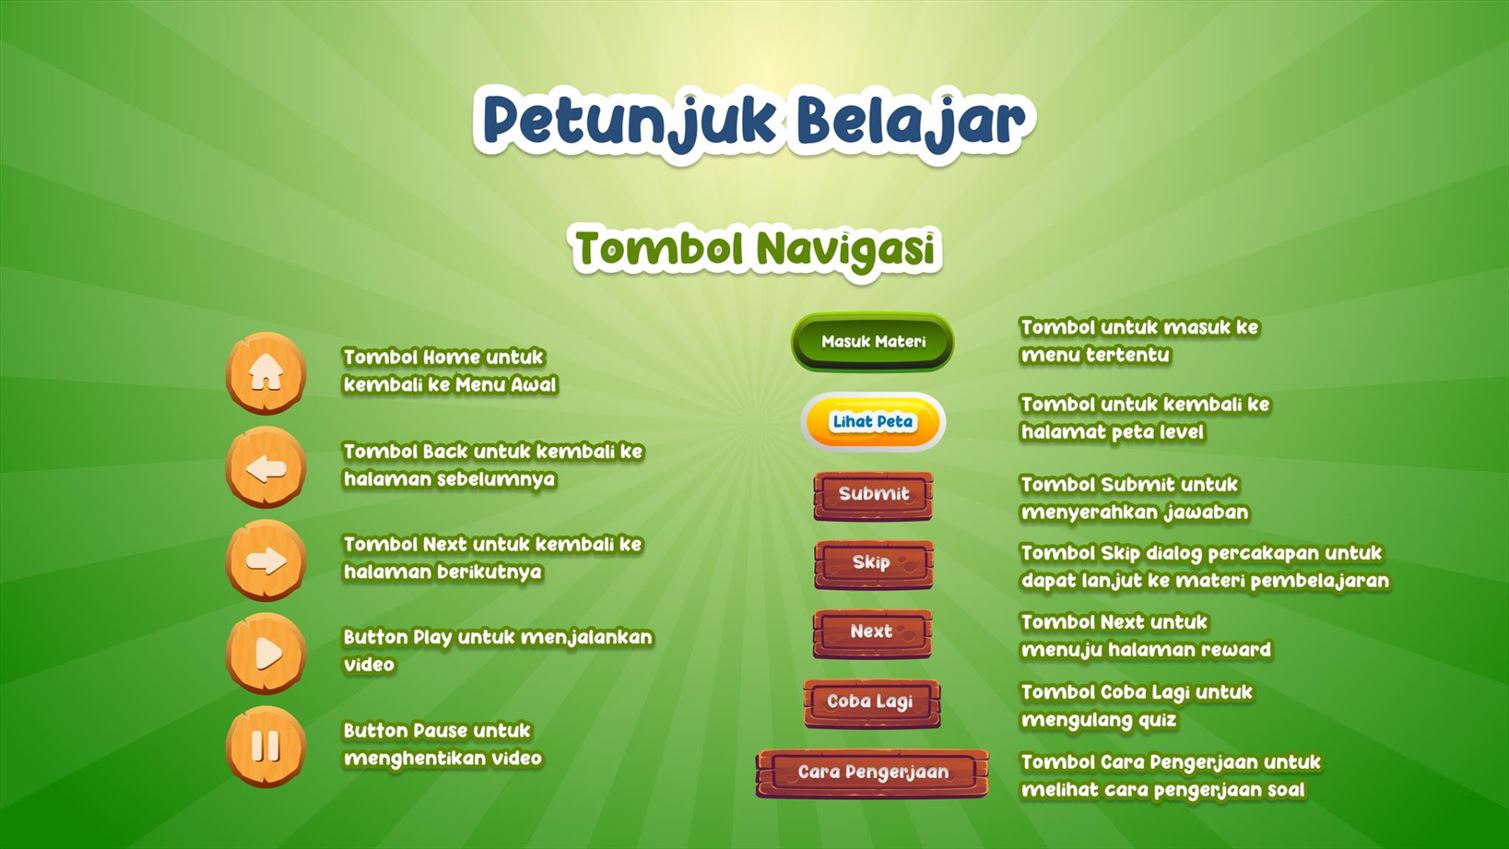 Petunjuk Belajar
Tombol Navigasi
Tombol Home untuk
kembali ke Menu Awal
Tombol Back untuk kembali ke
halaman sebelumnya
Tombol Next untuk kembali ke
halaman berikutnya
Button Play untuk menjalankan
video
Button Pause untuk
menghentikan video
Masuk Materi
Tombol untuk masuk ke
menu tertentu
Lihat Peta
Tombol untuk kembali ke
halamat peta level
Submit
Tombol Submit untuk
menyerahkan jawaban
Skip
Tombol Skip dialog percakapan untuk
dapat lanjut ke materi pembelajaran
Next
Tombol Next untuk
menuju halaman reward
Coba Lagi
Tombol Coba Lagi untuk
mengulang quiz
Cara Pengerjaan
Tombol Cara Pengerjaan untuk
melihat cara pengerjaan soal